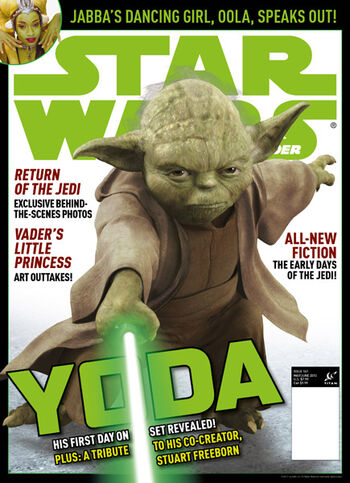 JABBA'S DANCING GIRL, OOLA, SPEAKS OUT!
STAR
WARS
RETURN
OF THE JEDI
EXCLUSIVE BEHIND-
THE-SCENES PHOTOS
VADER'S
LITTLE
PRINCESS
ART OUTTAKES!
ALL-NEW
FICTION
THE EARLY DAYS
OF THE JEDI!
YODA
HIS FIRST DAY ON SET REVEALED!
PLUS: A TRIBUTE TO HIS CO-CREATOR,
STUART FREEBORN
TITAN